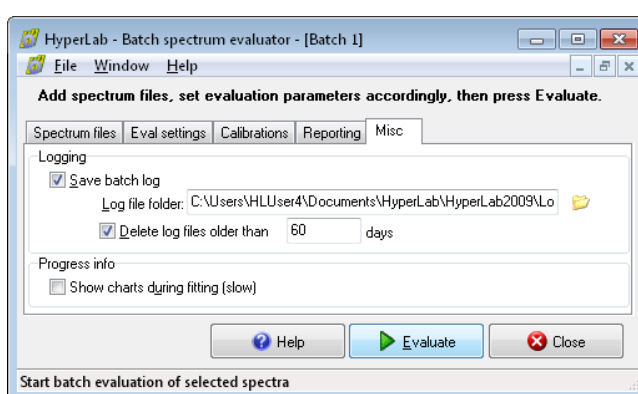 HyperLab - Batch spectrum evaluator - [Batch 1]
File Window Help
Add spectrum files, set evaluation parameters accordingly, then press Evaluate.
Spectrum files Eval settings Calibrations Reporting Misc
Logging
Save batch log
Log file folder: C:\Users\HLUser4\Documents\HyperLab\HyperLab2009\Lo
Delete log files older than 60 days
Progress info
Show charts during fitting (slow)
Help Evaluate Close
Start batch evaluation of selected spectra